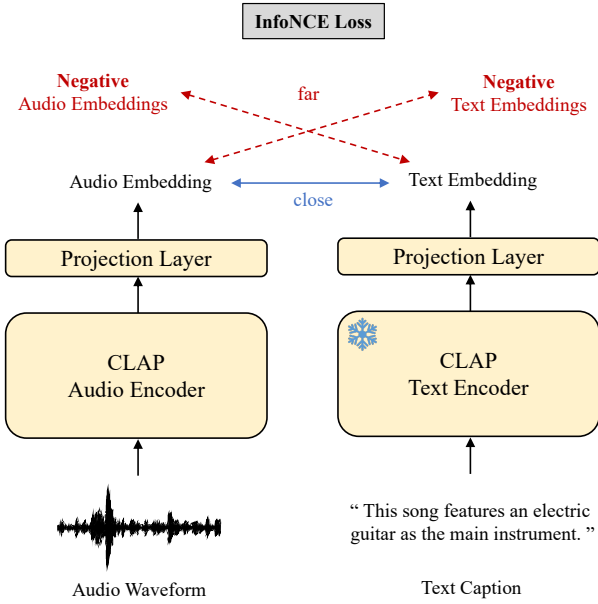 InfoNCE Loss
Negative
Audio Embeddings
far
Negative
Text Embeddings
Audio Embedding
close
Text Embedding
Projection Layer
Projection Layer
CLAP
Audio Encoder
CLAP
Text Encoder
“ This song features an electric
guitar as the main instrument. ”
Audio Waveform
Text Caption